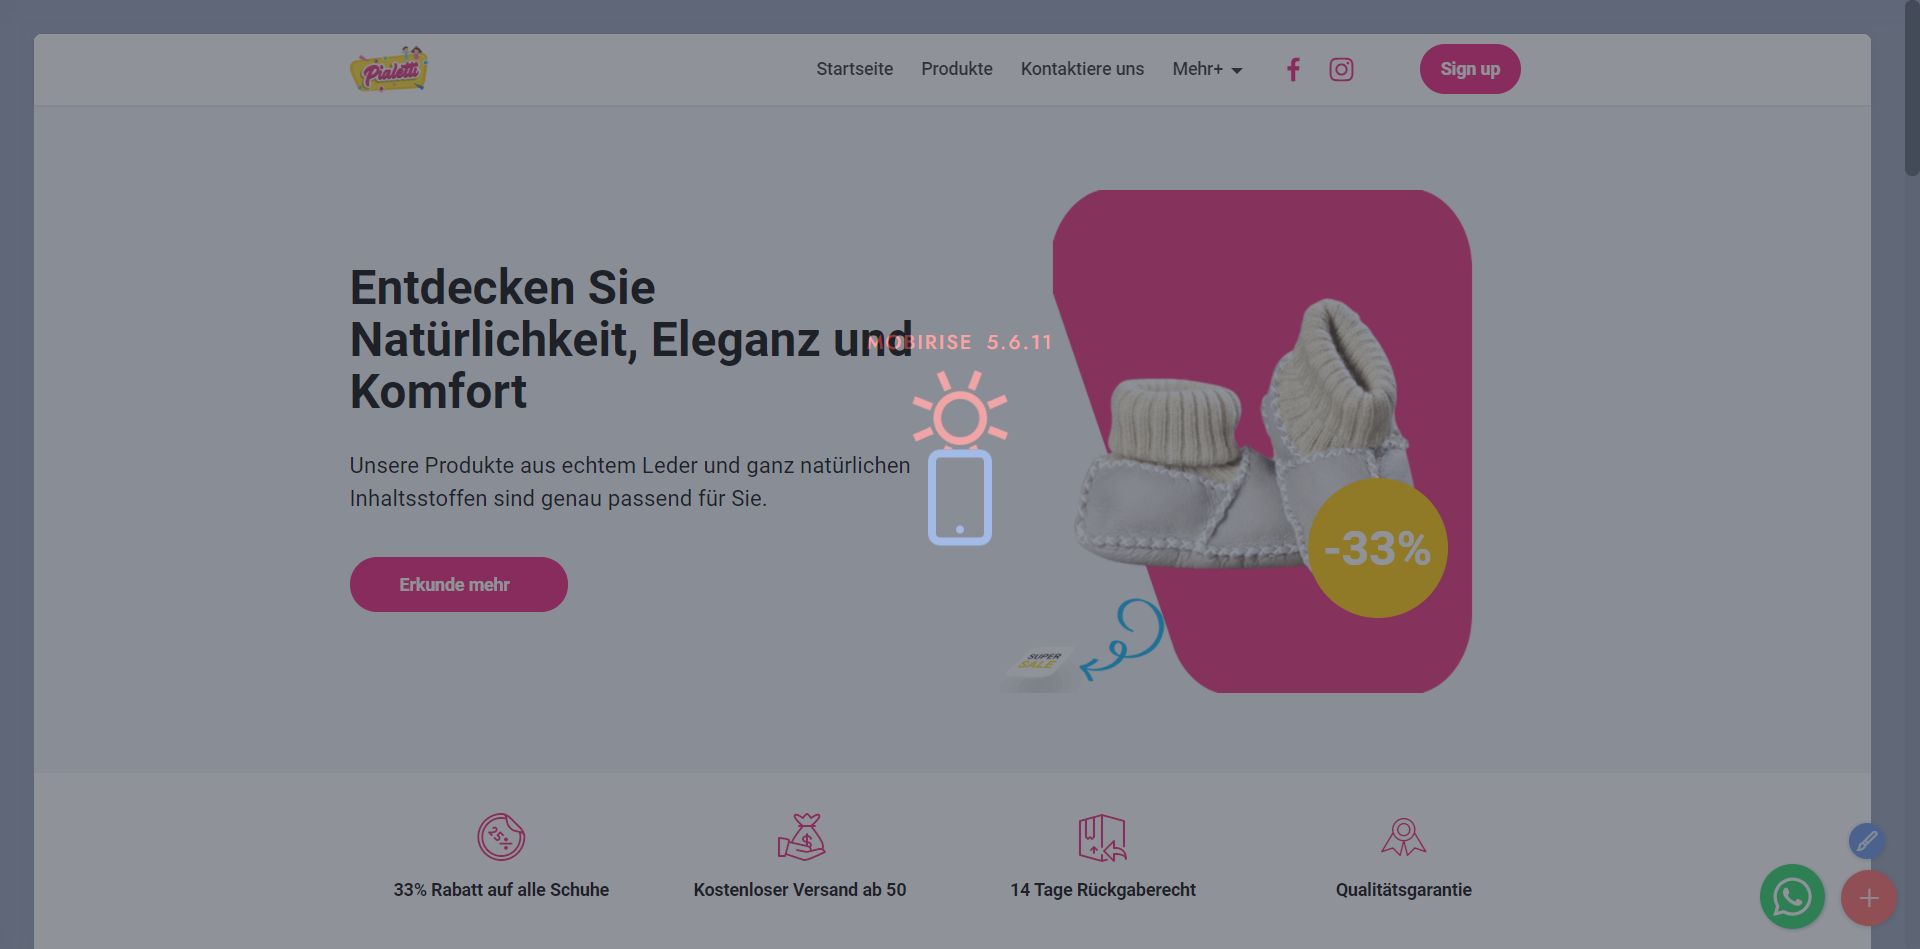 Pialetti
Startseite
Produkte
Kontaktiere uns
Mehr+
Sign up
Entdecken Sie
Natürlichkeit, Eleganz und
Komfort
MOBIRISE 5.6.11
Unsere Produkte aus echtem Leder und ganz natürlichen
Inhaltsstoffen sind genau passend für Sie.
Erkunde mehr
-33%
SUPER
SALE
25%
33% Rabatt auf alle Schuhe
Kostenloser Versand ab 50
14 Tage Rückgaberecht
Qualitätsgarantie